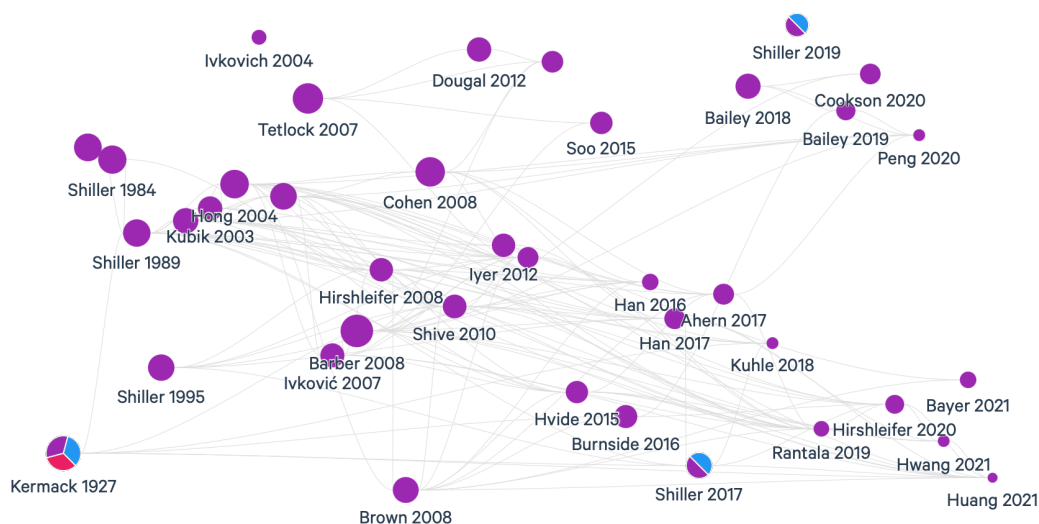 Shiller 2019
Ivkovich 2004
Dougal 2012
Cookson 2020
Bailey 2018
Tetlock 2007
Bailey 2019
Soo 2015
Peng 2020
Shiller 1984
Cohen 2008
Hong 2004
Kubik 2003
Shiller 1989
Iyer 2012
Hirshleifer 2008
Han 2016
Ahern 2017
Shive 2010
Han 2017
Barber 2008
Kuhle 2018
Ivković 2007
Shiller 1995
Bayer 2021
Hvide 2015
Hirshleifer 2020
Burnside 2016
Rantala 2019
Hwang 2021
Kermack 1927
Shiller 2017
Huang 2021
Brown 2008